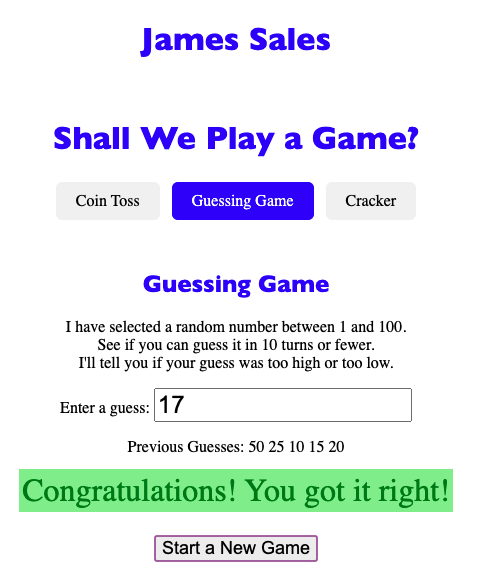 James Sales
Shall We Play a Game?
Coin Toss
Guessing Game
Cracker
Guessing Game
I have selected a random number between 1 and 100.
See if you can guess it in 10 turns or fewer.
I'll tell you if your guess was too high or too low.
Enter a guess: 17
Previous Guesses: 50 25 10 15 20
Congratulations! You got it right!
Start a New Game